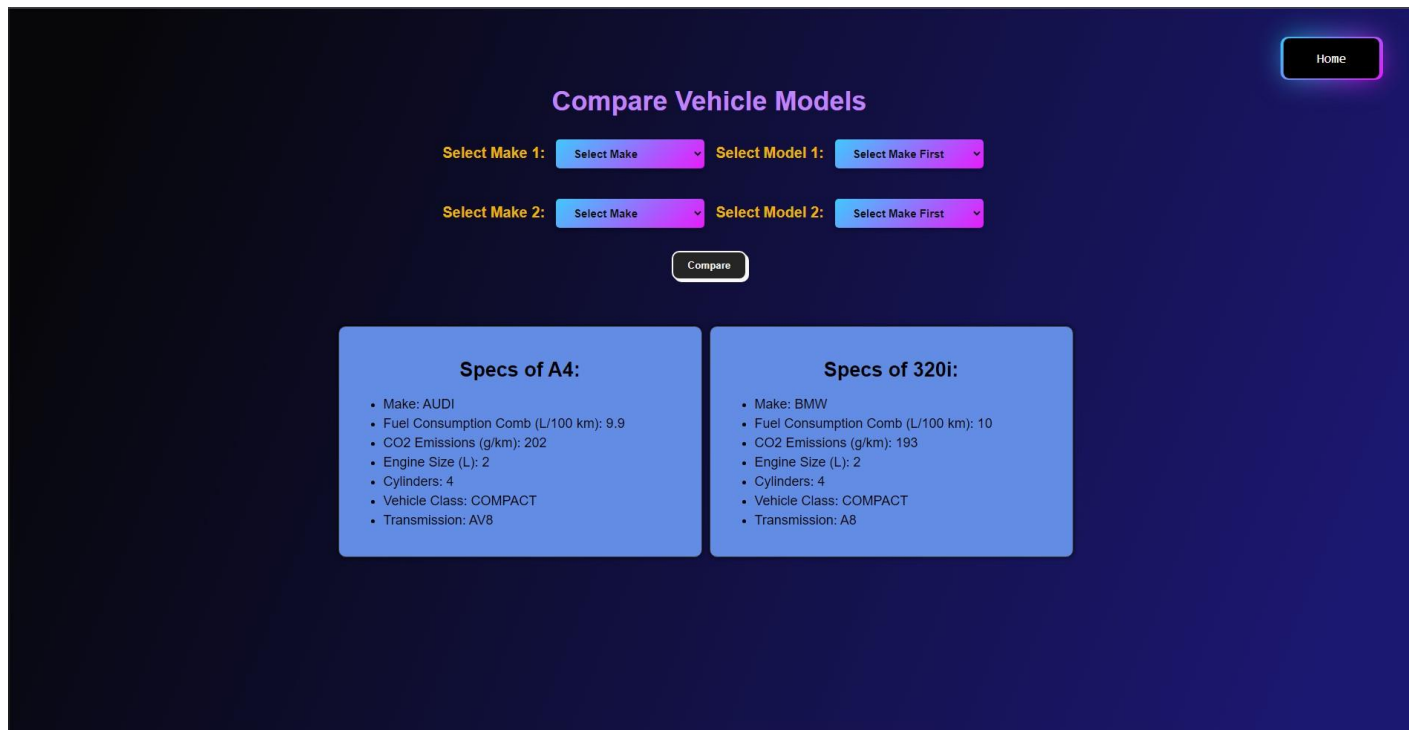 Home
Compare Vehicle Models
Select Make 1: Select Make Select Model 1: Select Make First
Select Make 2: Select Make Select Model 2: Select Make First
Compare
Specs of A4:
• Make: AUDI
• Fuel Consumption Comb (L/100 km): 9.9
• CO2 Emissions (g/km): 202
• Engine Size (L): 2
• Cylinders: 4
• Vehicle Class: COMPACT
• Transmission: AV8
Specs of 320i:
• Make: BMW
• Fuel Consumption Comb (L/100 km): 10
• CO2 Emissions (g/km): 193
• Engine Size (L): 2
• Cylinders: 4
• Vehicle Class: COMPACT
• Transmission: A8